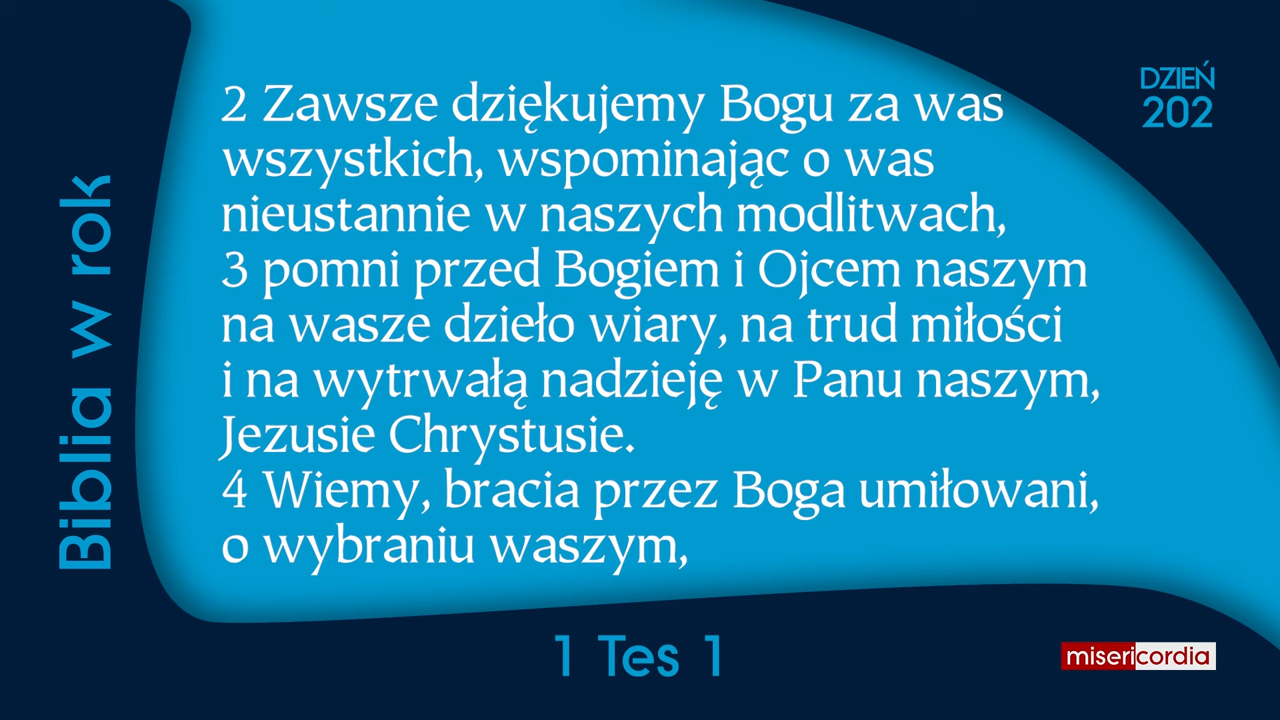 DZIEŃ
202
2 Zawsze dziękujemy Bogu za was
wszystkich, wspominając o was
nieustannie w naszych modlitwach,
3 pomni przed Bogiem i Ojcem naszym
na wasze dzieło wiary, na trud miłości
i na wytrwałą nadzieję w Panu naszym,
Jezusie Chrystusie.
4 Wiemy, bracia przez Boga umiłowani,
o wybraniu waszym,
Biblia w rok
1 Tes 1
misericordia